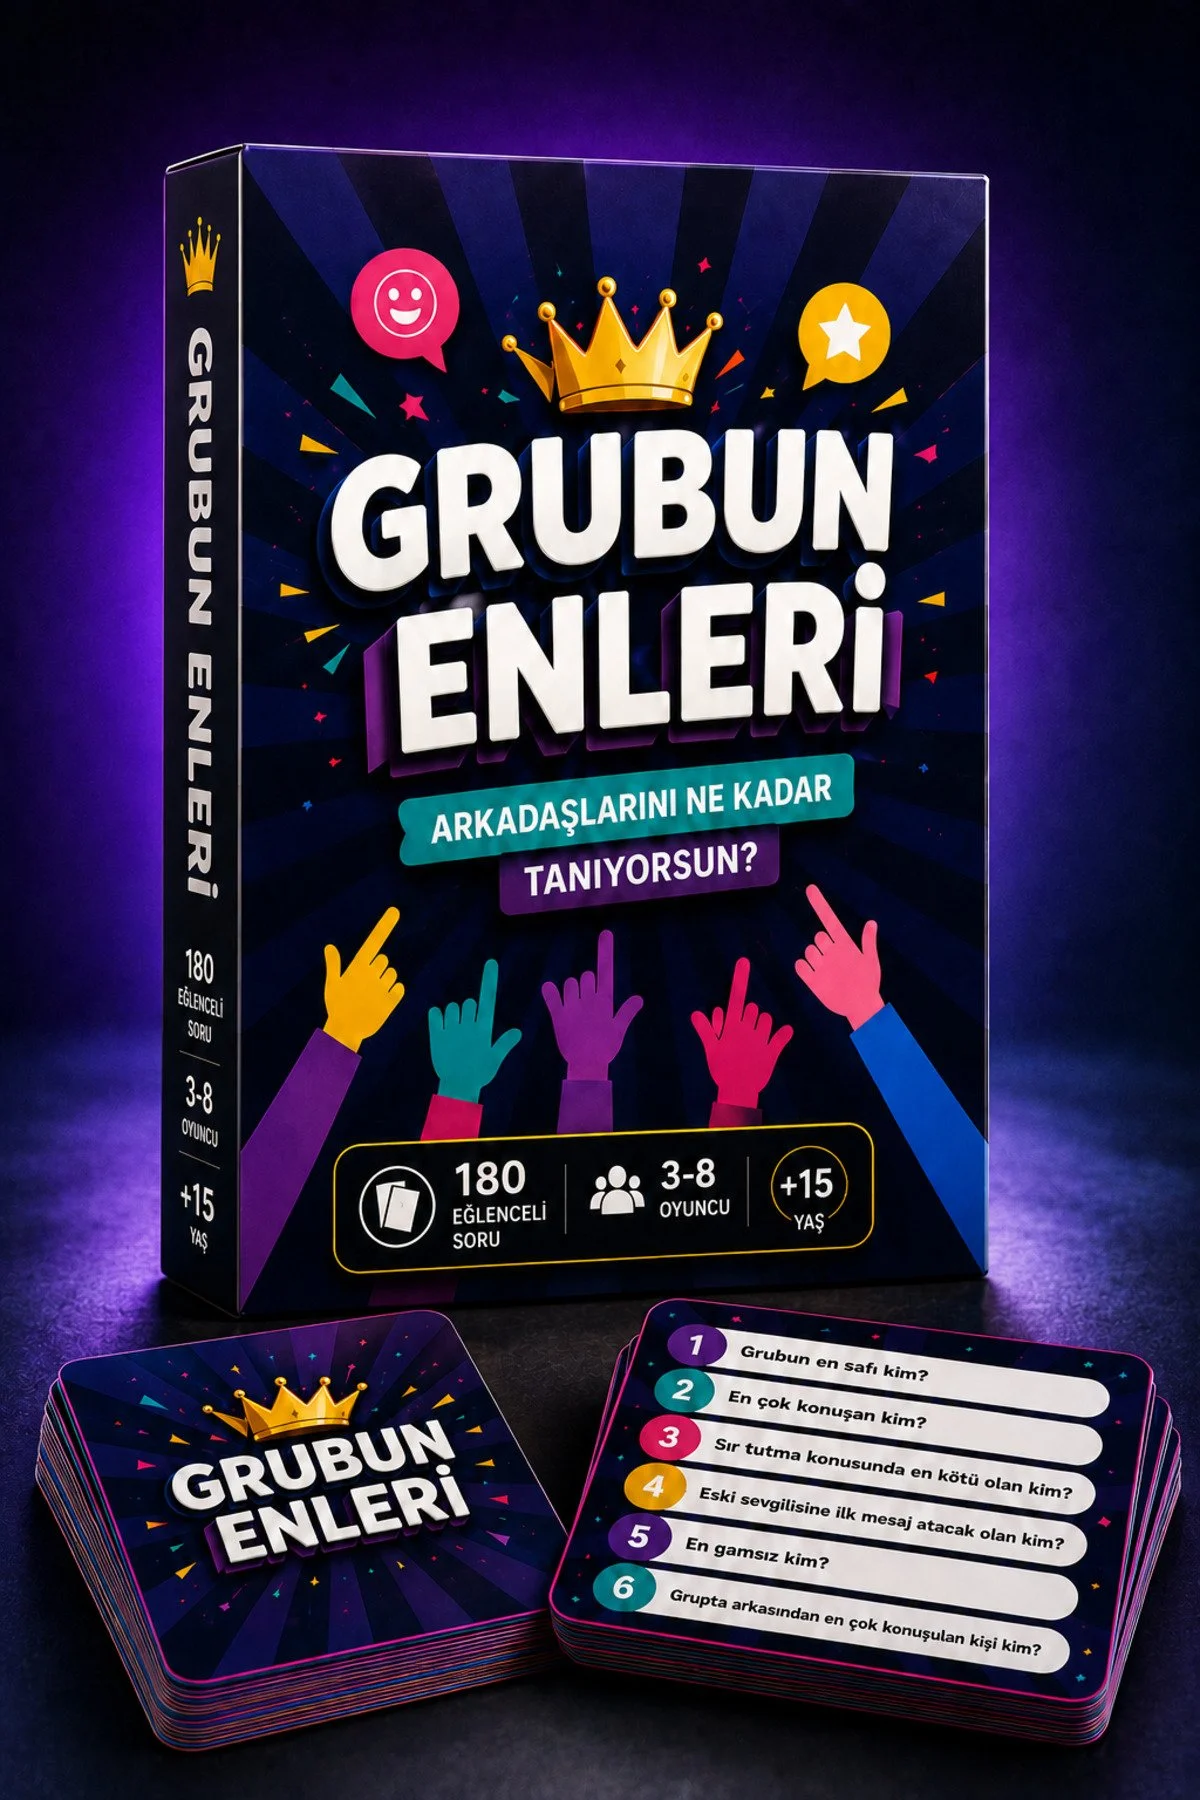 GRUBUN ENLERİ
180
EĞLENCELİ
SORU
3-8
OYUNCU
+15
YAŞ
GRUBUN
ENLERİ
ARKADAŞLARINI NE KADAR
TANIYORSUN?
180
EĞLENCELİ
SORU
3-8
OYUNCU
+15
YAŞ
GRUBUN
ENLERİ
1 Grubun en safı kim?
2 En çok konuşan kim?
3 Sır tutma konusunda en kötü olan kim?
4 Eski sevgilisine ilk mesaj atacak olan kim?
5 En gamsız kim?
6 Grupta arkasından en çok konuşulan kişi kim?